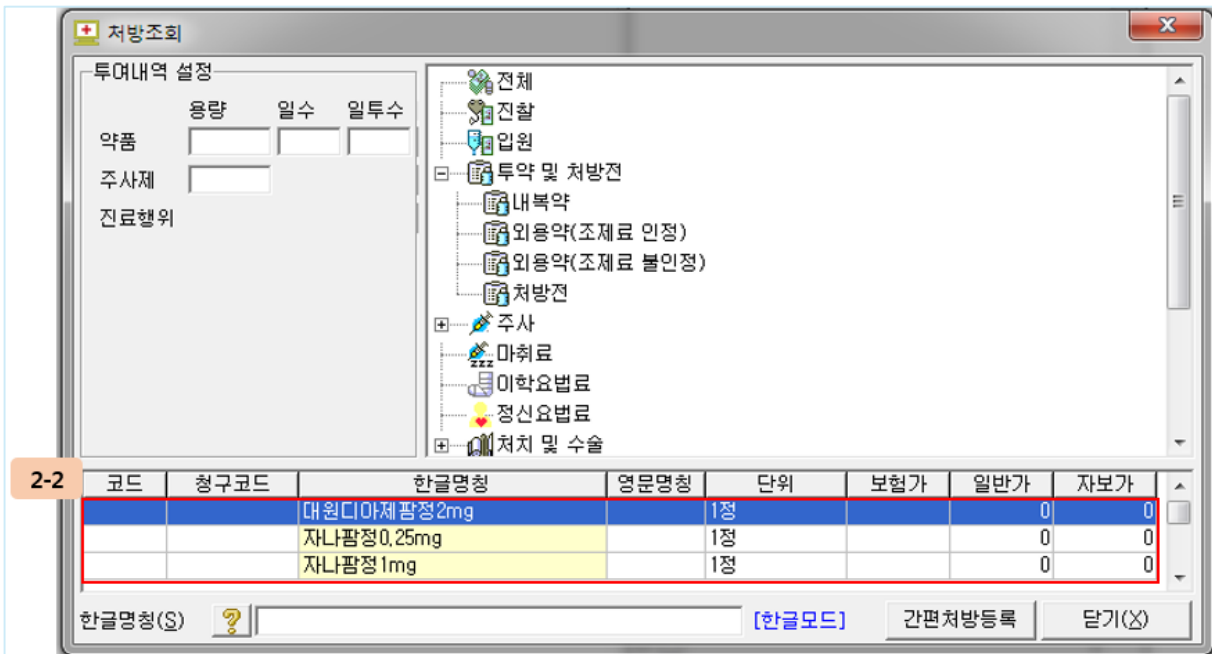 처방조회
투여내역 설정
용량 일수 일투수
약품
주사제
진료행위
전체
진찰
입원
투약 및 처방전
내복약
외용약(조제료 인정)
외용약(조제료 불인정)
처방전
주사
마취료
이학요법료
정신요법료
처치 및 수술
2-2
코드 청구코드 한글명칭 영문명칭 단위 보험가 일반가 자보가
대원디아제팜정2mg 1정 0 0
자나팜정0,25mg 1정 0 0
자나팜정1mg 1정 0 0
한글명칭(S) [한글모드] 간편처방등록 닫기(X)